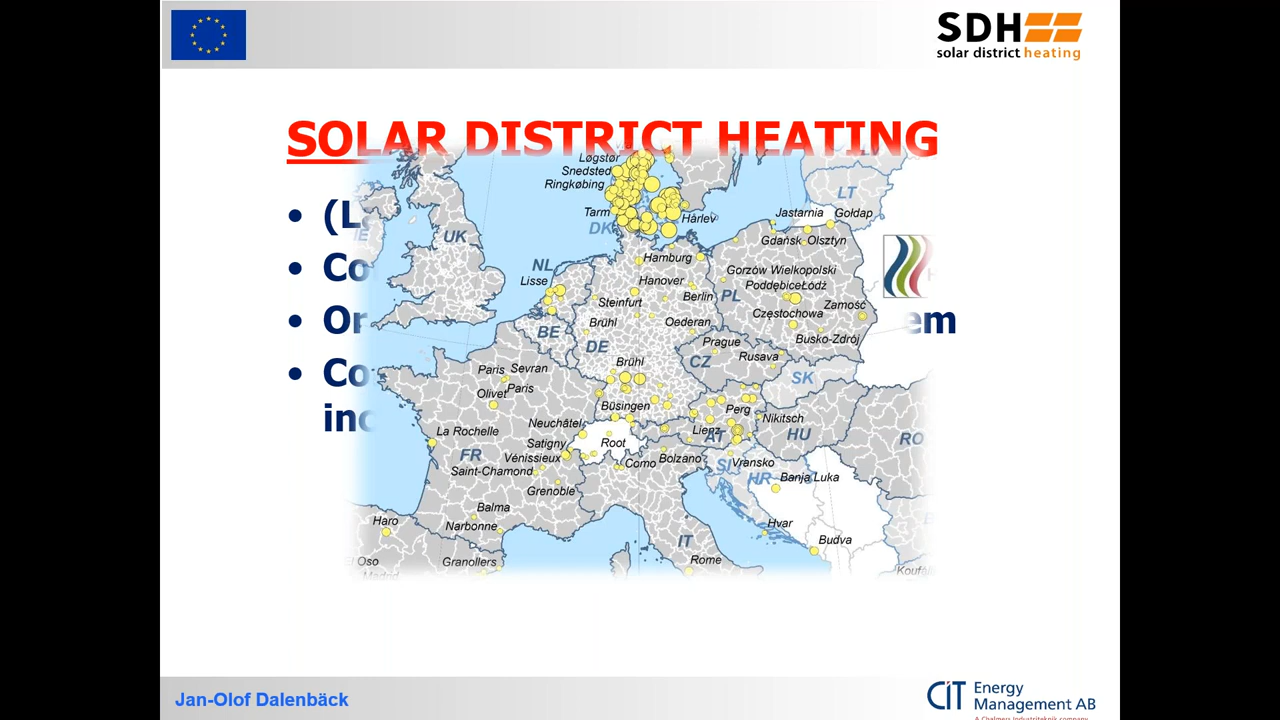 SDH
solar district heating
SOLAR DISTRICT HEATING
• (L
• Co
• Or em
• Co
inc
Løgstør
Snedsted
Ringkøbing
Tarm
Hårlev
DK
LT
Jastarnia Gołdap
Gdańsk Olsztyn
IE
UK
NL
Lisse
Hamburg
Hanover
Berlin
PL
Gorzów Wielkopolski
Poddębice Łódź
Zamość
Steinfurt
Częstochowa
Brühl
Oederan
BE
DE
Busko-Zdrój
Prague
Rusava
CZ
Brühl
SK
Paris Sevran
Olivet Paris
Büsingen
Perg
Nikitsch
Neuchâtel
La Rochelle
Lienz
AT
HU
RO
Satigny
Root
FR
Vénissieux
Como
Bolzano
SI
Vransko
Saint-Chamond
HR
Banja Luka
Grenoble
Balma
Haro
Narbonne
Hvar
IT
Budva
El Oso
Granollers
Rome
Madrid
Jan-Olof Dalenbäck
CIT Energy
Management AB
A Chalmers Industriteknik company